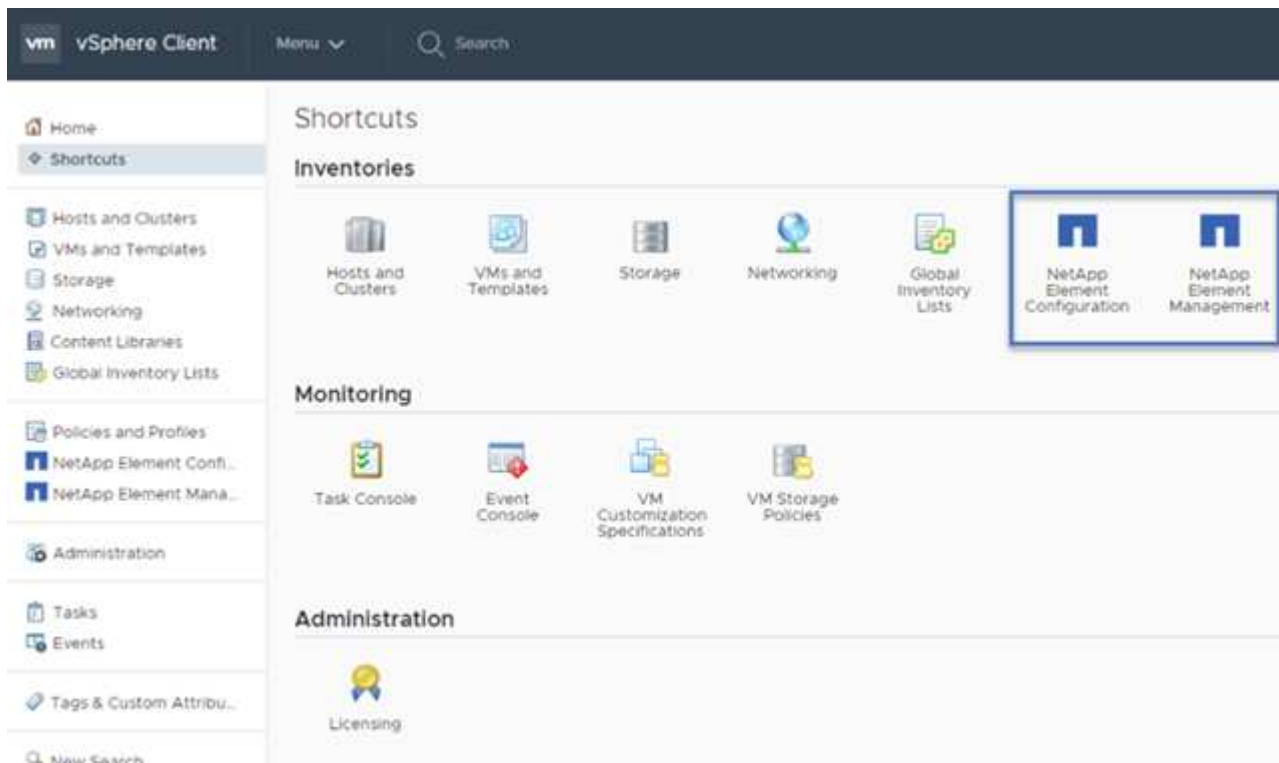 vm vSphere Client Menu Search
Home
Shortcuts
Hosts and Clusters
VMs and Templates
Storage
Networking
Content Libraries
Global Inventory Lists
Policies and Profiles
NetApp Element Confi...
NetApp Element Mana...
Administration
Tasks
Events
Tags & Custom Attribu...
New Search
Shortcuts
Inventories
Hosts and
Clusters
VMs and
Templates
Storage
Networking
Global
Inventory
Lists
NetApp
Element
Configuration
NetApp
Element
Management
Monitoring
Task Console
Event
Console
VM
Customization
Specifications
VM Storage
Policies
Administration
Licensing